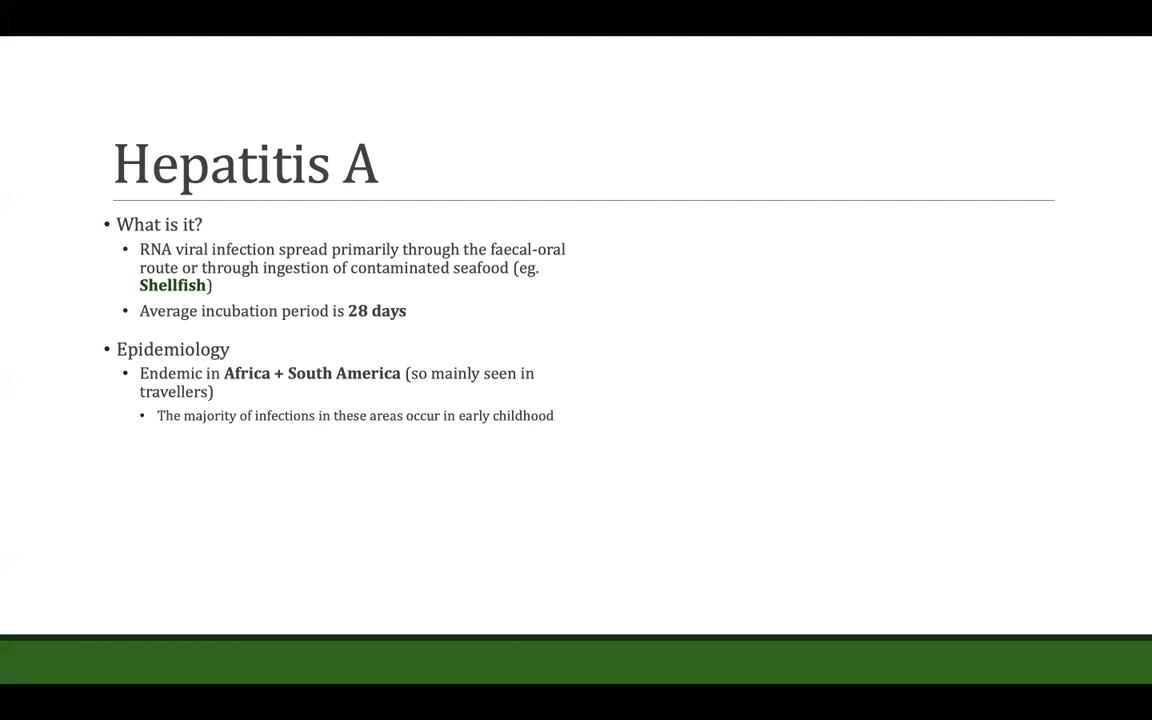 Hepatitis A
• What is it?
• RNA viral infection spread primarily through the faecal-oral
route or through ingestion of contaminated seafood (eg.
Shellfish)
• Average incubation period is 28 days
• Epidemiology
• Endemic in Africa + South America (so mainly seen in
travellers)
• The majority of infections in these areas occur in early childhood